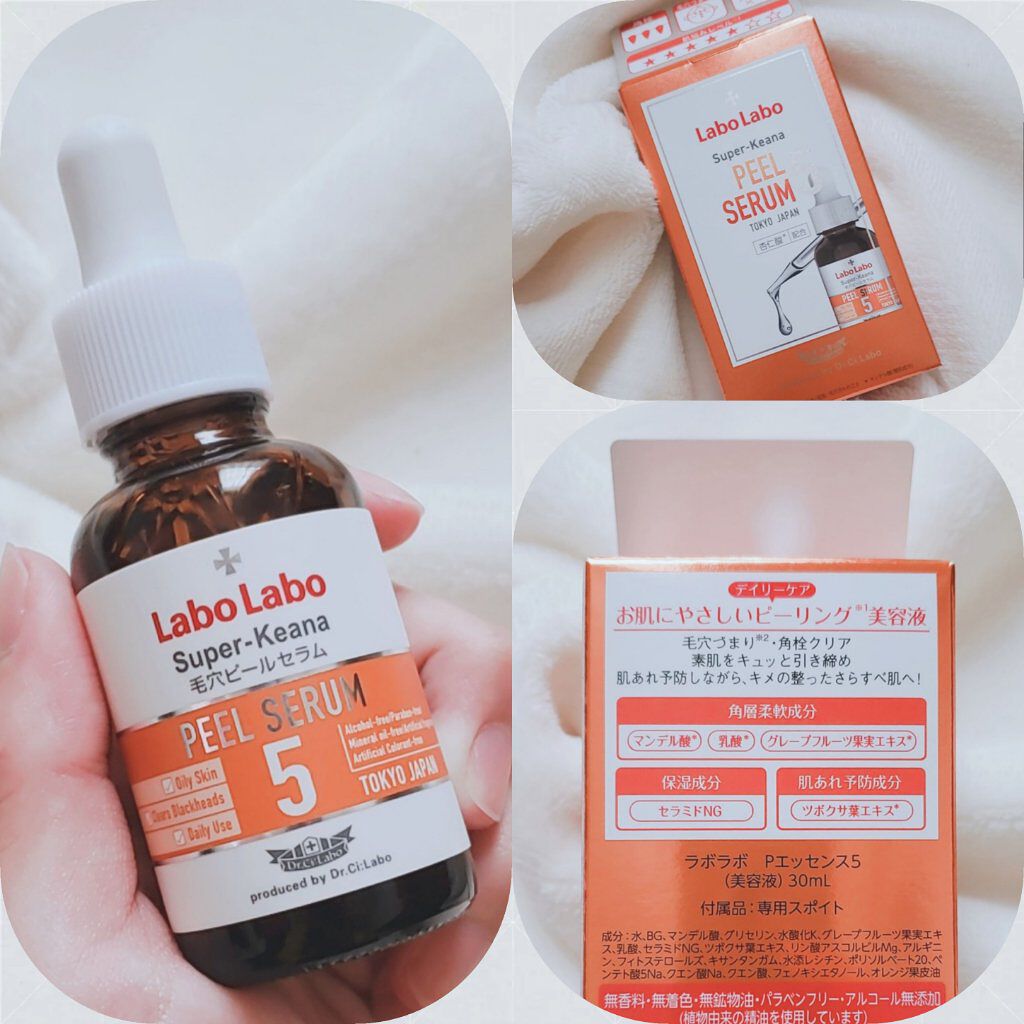 Labo Labo
Super-Keana
毛穴ピールセラム
PEEL SERUM
5
Alcohol-free/Paraben-free
Mineral oil-free/Artificial
Artificial Colorant-free
TOKYO JAPAN
Oily Skin
Clears Blackheads
Daily Use
Dr.Ci:Labo
produced by Dr.Ci:Labo
Labo Labo
Super-Keana
PEEL
SERUM
TOKYO JAPAN
杏仁酸* 配合
Labo Labo
Super-Keana
PEEL SERUM
5
by Dr.Ci:Labo
デイリーケア
お肌にやさしいピーリング※1美容液
毛穴づまり※2・角栓クリア
素肌をキュッと引き締め
肌あれ予防しながら、キメの整ったさらすべ肌へ!
角層柔軟成分
マンデル酸* 乳酸* グレープフルーツ果実エキス*
保湿成分
セラミドNG
肌あれ予防成分
ツボクサ葉エキス*
ラボラボ Pエッセンス5
(美容液) 30mL
付属品:専用スポイト
成分:水、BG、マンデル酸、グリセリン、水酸化K、グレープフルーツ果実エキ
ス、乳酸、セラミドNG、ツボクサ葉エキス、リン酸アスコルビルMg、アルギニ
ン、フィトステロールズ、キサンタンガム、水添レシチン、ポリソルベート20、ペ
ンテト酸5Na、クエン酸Na、クエン酸、フェノキシエタノール、オレンジ果皮油
無香料・無着色・無鉱物油・パラベンフリー・アルコール無添加
(植物由来の精油を使用しています)